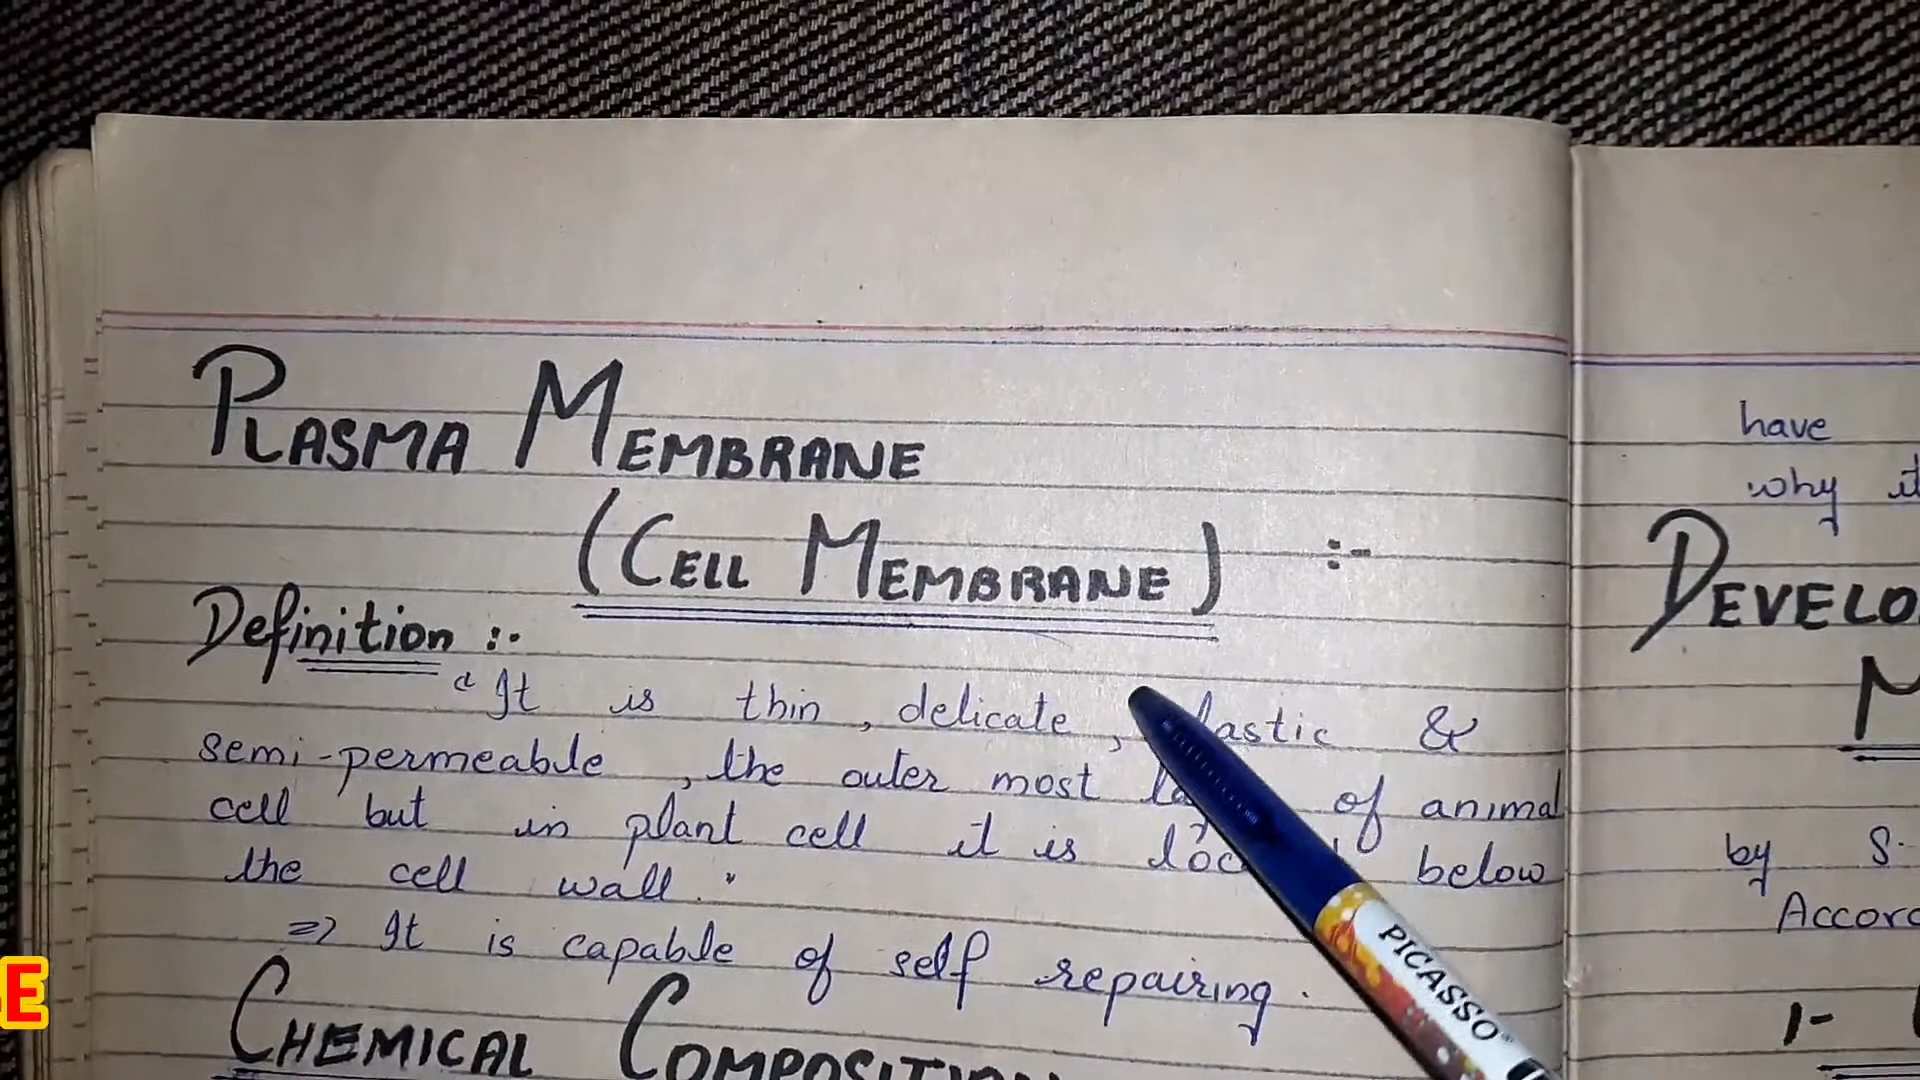 PLASMA MEMBRANE
(CELL MEMBRANE) :-
Definition :-
"It is thin, delicate, lastic &
semi-permeable, the outer most of animal
cell but in plant cell it is below
the cell wall."
⇒ It is capable of self repairing.
CHEMICAL COMPOSITION
have
why it
DEVELO
M
by S.
Accord
1-
PICASSO
E